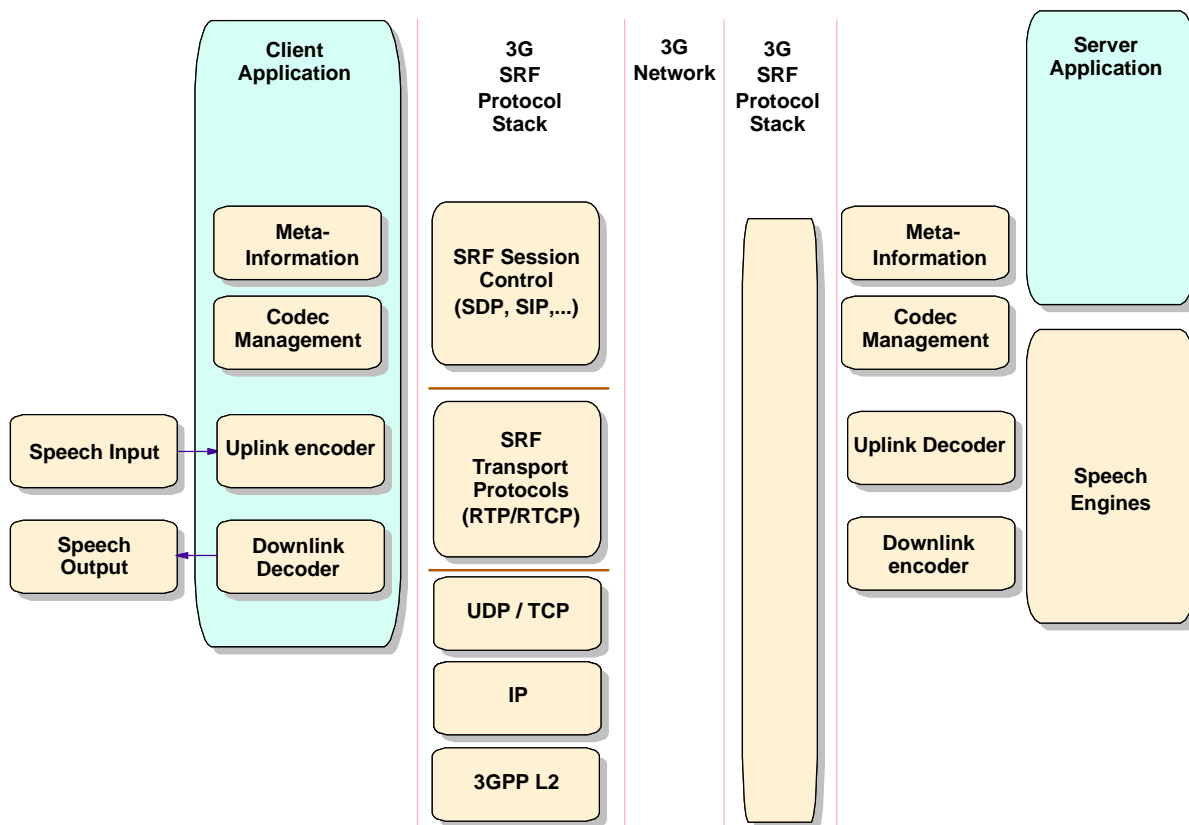 Client
Application
3G
SRF
Protocol
Stack
3G
Network
3G
SRF
Protocol
Stack
Server
Application
Meta-
Information
Codec
Management
Speech Input
Uplink encoder
Speech
Output
Downlink
Decoder
SRF Session
Control
(SDP, SIP,...)
SRF
Transport
Protocols
(RTP/RTCP)
UDP / TCP
IP
3GPP L2
Meta-
Information
Codec
Management
Uplink Decoder
Downlink
encoder
Speech
Engines